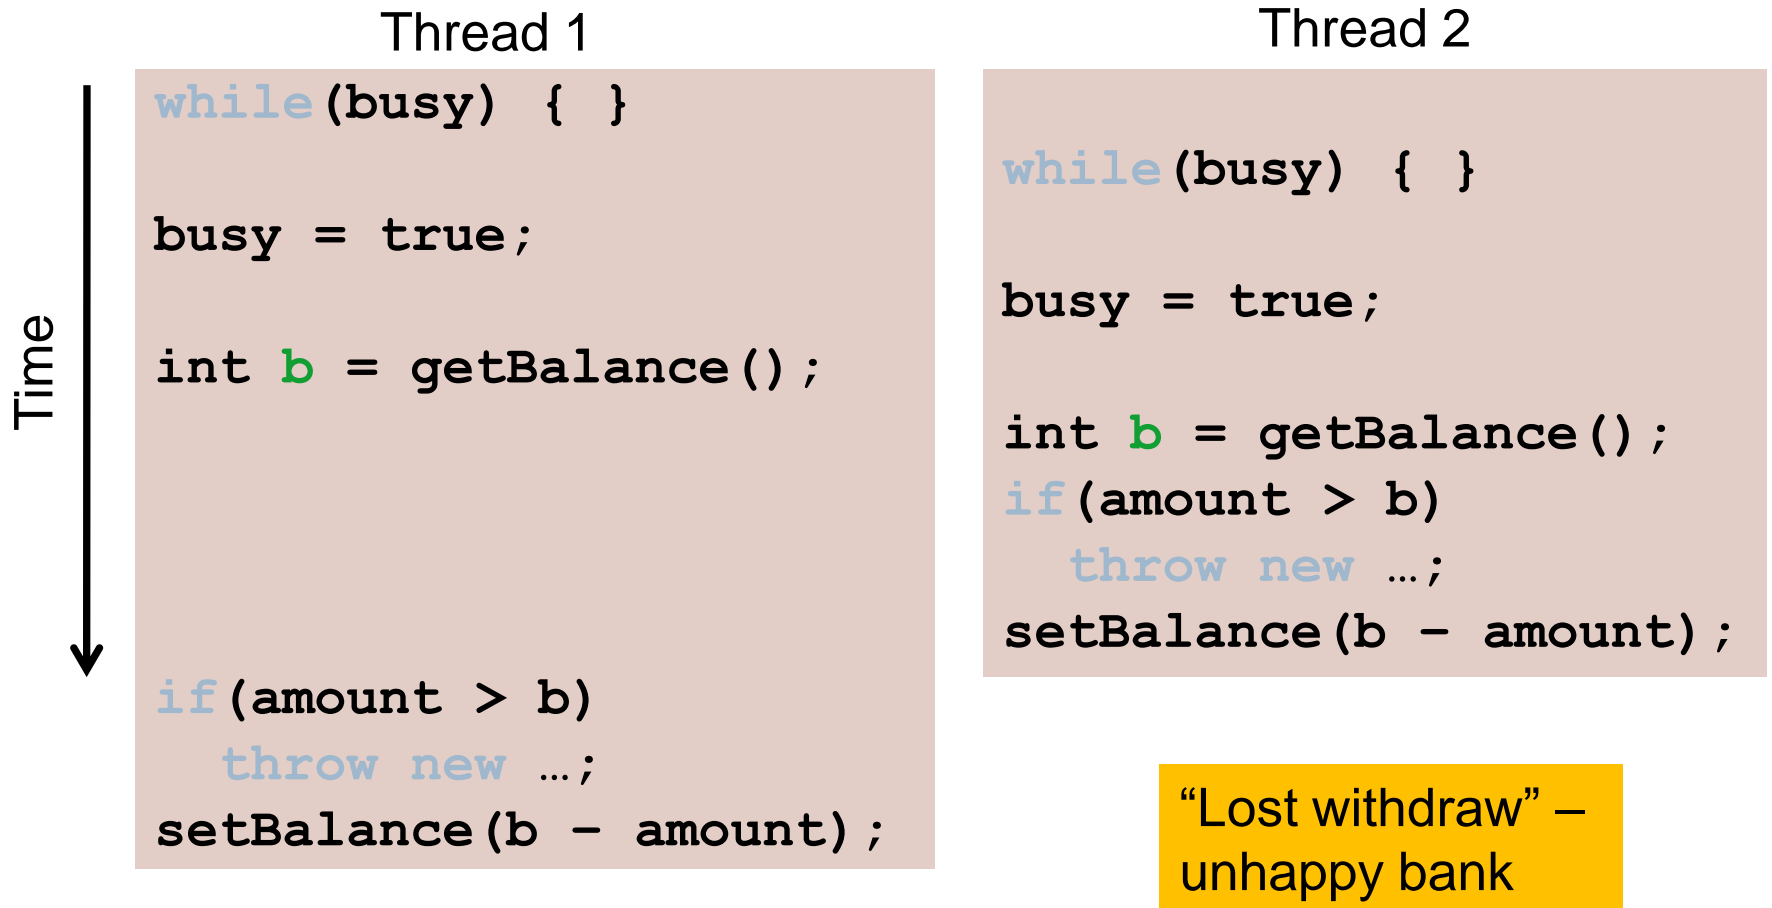 Thread 1
while(busy) { }
busy = true;
int b = getBalance();
if(amount > b)
throw new …;
setBalance(b – amount);
Thread 2
while(busy) { }
busy = true;
int b = getBalance();
if(amount > b)
throw new …;
setBalance(b – amount);
Time
“Lost withdraw” –
unhappy bank